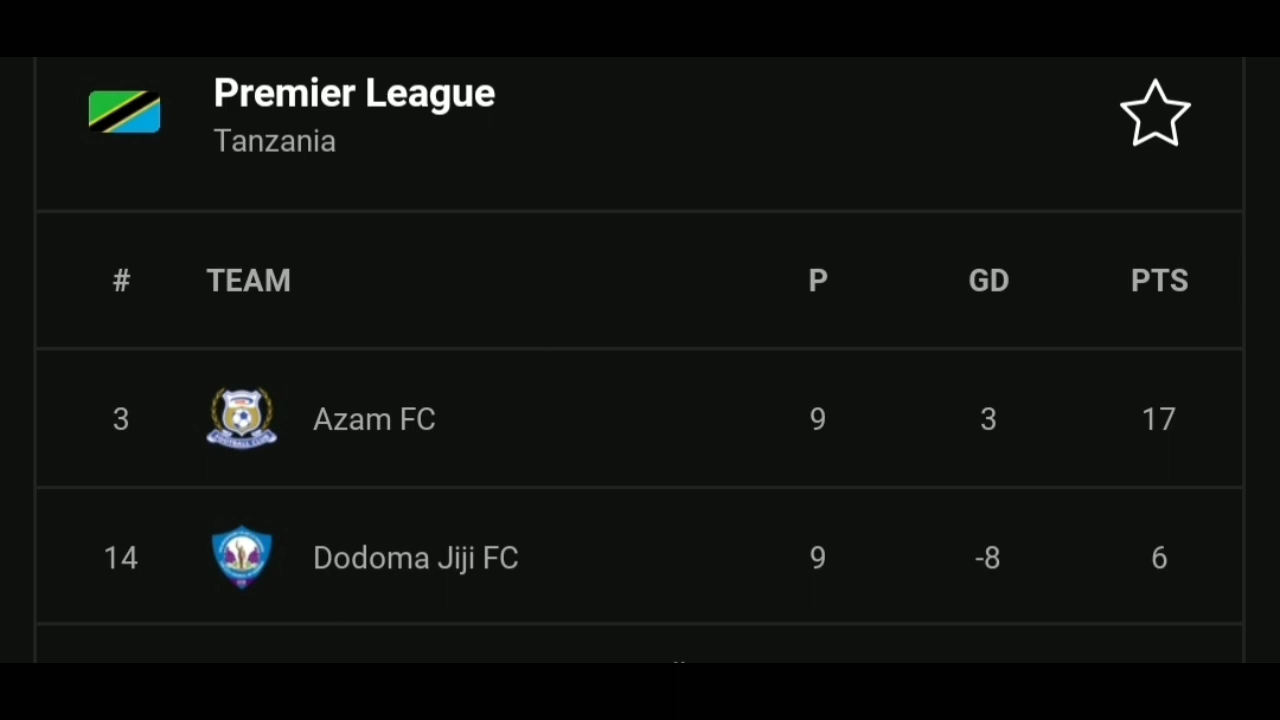 Premier League
Tanzania
# TEAM P GD PTS
3 Azam FC 9 3 17
14 Dodoma Jiji FC 9 -8 6